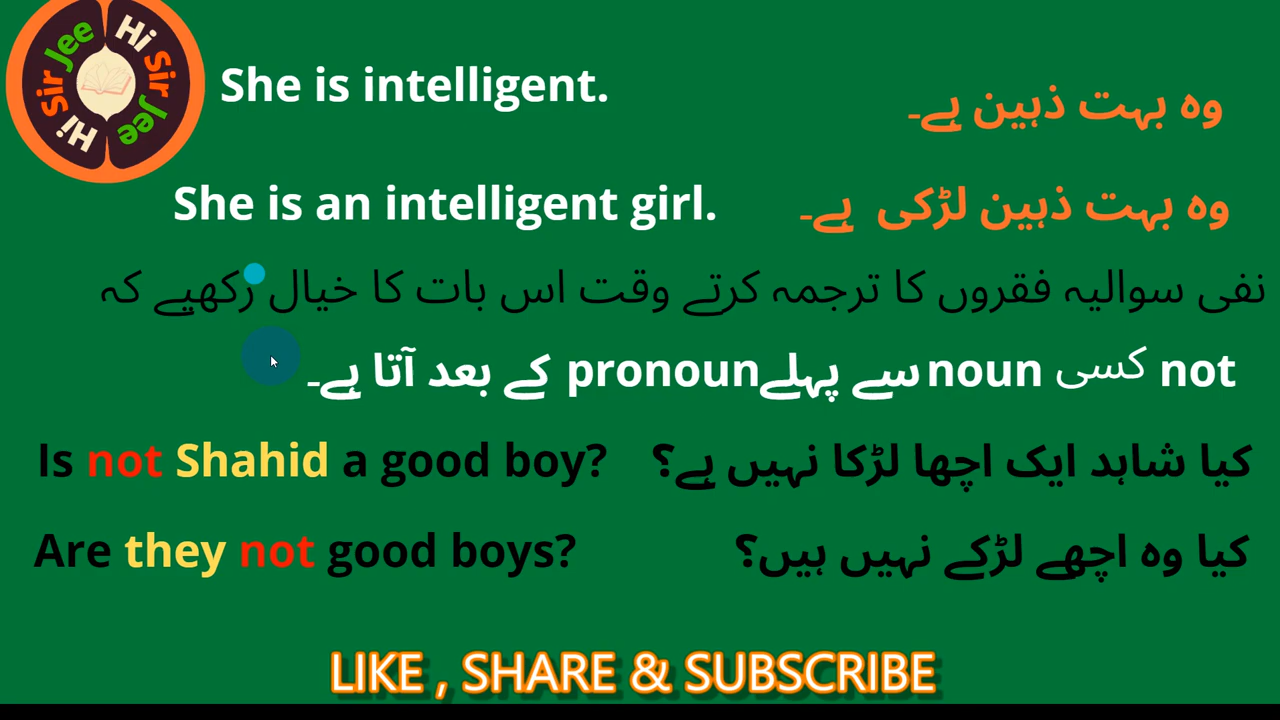 Hi Sir Jee
Hi Sir Jee
She is intelligent. وہ بہت ذہین ہے۔
She is an intelligent girl. وہ بہت ذہین لڑکی ہے۔
نفی سوالیہ فقروں کا ترجمہ کرتے وقت اس بات کا خیال رکھیے کہ
not کسی noun سے پہلے pronoun کے بعد آتا ہے۔
Is not Shahid a good boy? کیا شاہد ایک اچھا لڑکا نہیں ہے؟
Are they not good boys? کیا وہ اچھے لڑکے نہیں ہیں؟
LIKE , SHARE & SUBSCRIBE